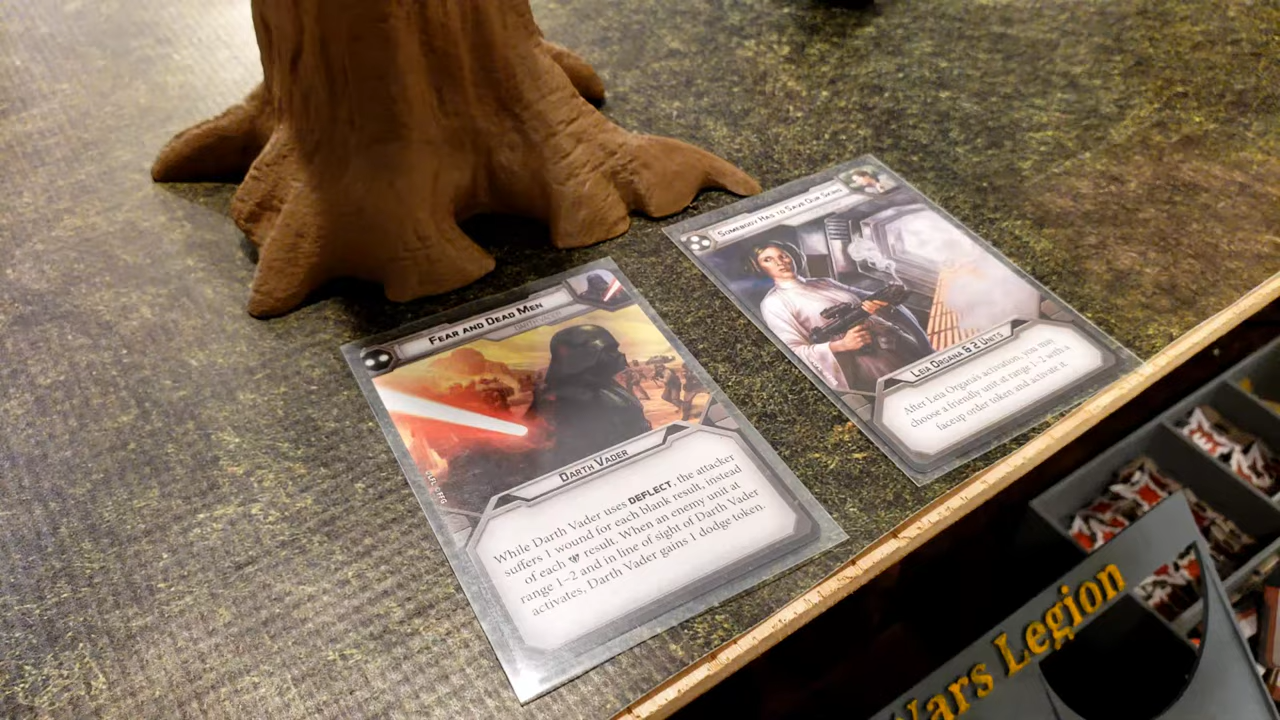 FEAR AND DEAD MEN
DARTH VADER
DARTH VADER
While Darth Vader uses DEFLECT, the attacker
suffers 1 wound for each blank result, instead
of each result. When an enemy unit at
range 1–2 and in line of sight of Darth Vader
activates, Darth Vader gains 1 dodge token.
SOMEBODY HAS TO SAVE OUR SKINS
LEIA ORGANA & 2 UNITS
After Leia Organa's activation, you may
choose a friendly unit at range 1–2 with a
faceup order token and activate it.
Wars Legion